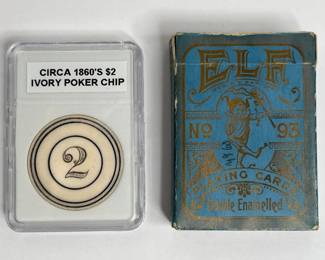 CIRCA 1860'S $2
IVORY POKER CHIP
2
ELF
No 93
PLAYING CARDS
Double Enamelled